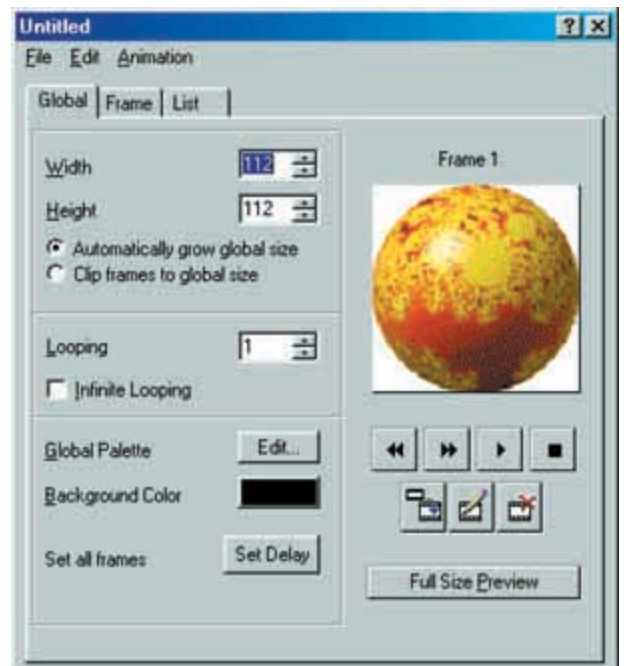 Untitled
File Edit Animation
Global Frame List
Width 112
Height 112
Automatically grow global size
Clip frames to global size
Looping 1
Infinite Looping
Global Palette Edit...
Background Color
Set all frames Set Delay
Frame 1
Full Size Preview